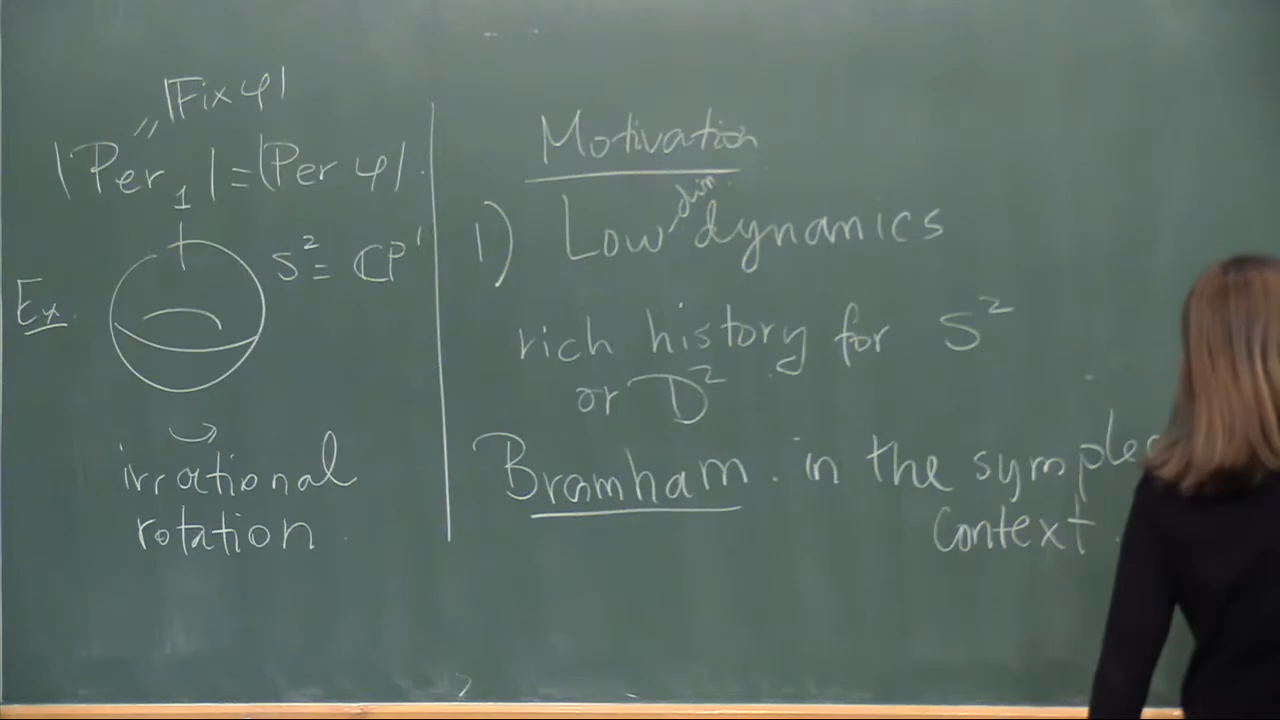 |Fix φ|
"
|Per₁| = |Per φ|.
Ex. S² = ℂP¹
irrational
rotation.
Motivation
1) Low dim dynamics
rich history for S²
or D²
Bramham. in the symplec
context.